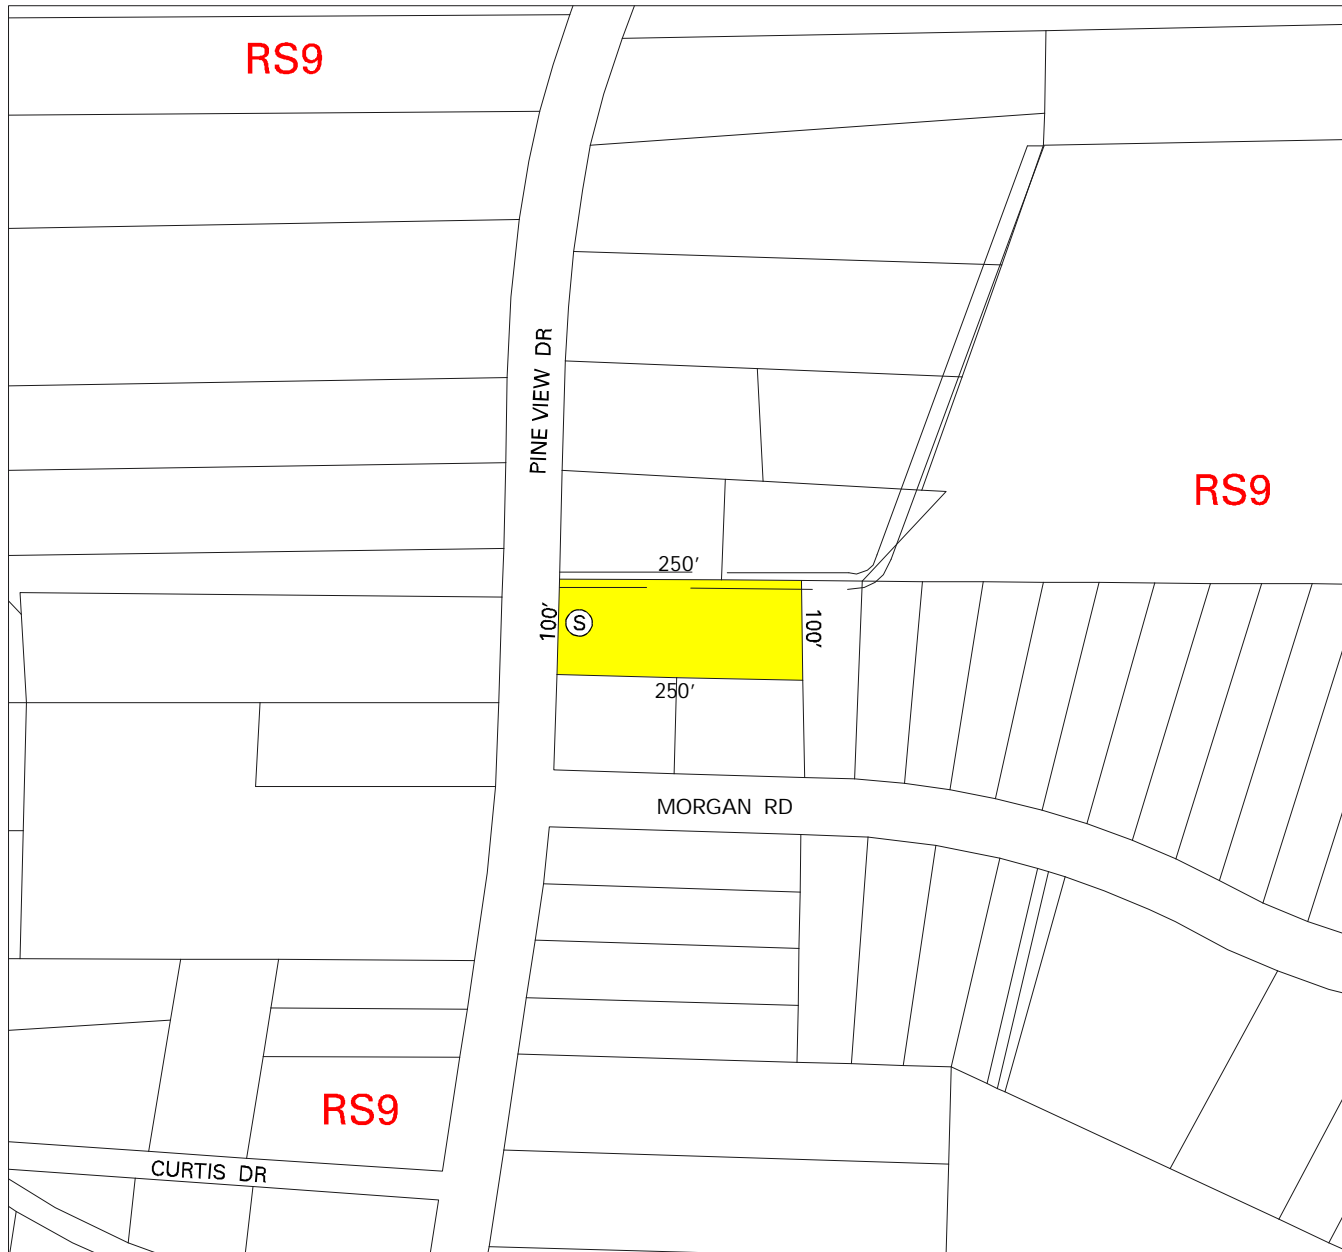 RS9
PINE VIEW DR
RS9
250'
100'
S
100'
250'
MORGAN RD
RS9
CURTIS DR